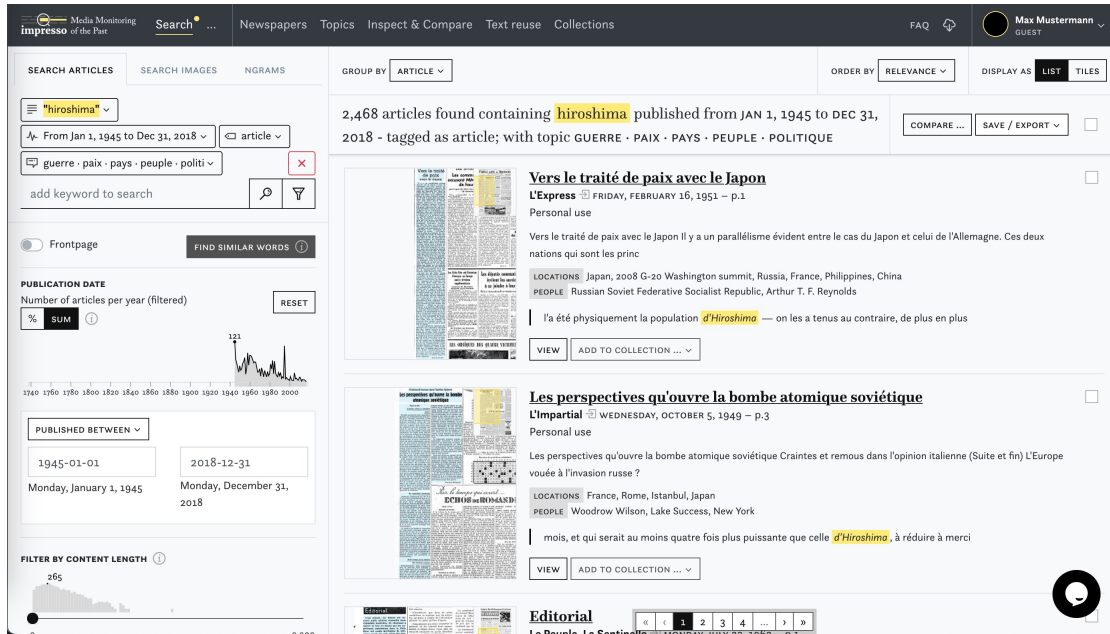 impresso Media Monitoring of the Past
Search ... Newspapers Topics Inspect & Compare Text reuse Collections FAQ Max Mustermann GUEST
SEARCH ARTICLES SEARCH IMAGES NGRAMS
"hiroshima"
From Jan 1, 1945 to Dec 31, 2018 article
guerre · paix · pays · peuple · politi
add keyword to search
Frontpage FIND SIMILAR WORDS
PUBLICATION DATE
Number of articles per year (filtered) RESET
% SUM
121
1740 1760 1780 1800 1820 1840 1860 1880 1900 1920 1940 1960 1980 2000
PUBLISHED BETWEEN
1945-01-01 2018-12-31
Monday, January 1, 1945 Monday, December 31,
2018
FILTER BY CONTENT LENGTH
265
GROUP BY ARTICLE ORDER BY RELEVANCE DISPLAY AS LIST TILES
2,468 articles found containing hiroshima published from JAN 1, 1945 to DEC 31,
2018 - tagged as article; with topic GUERRE · PAIX · PAYS · PEUPLE · POLITIQUE
COMPARE ... SAVE / EXPORT
Vers le traité de paix avec le Japon
L'Express FRIDAY, FEBRUARY 16, 1951 – p.1
Personal use
Vers le traité de paix avec le Japon Il y a un parallélisme évident entre le cas du Japon et celui de l'Allemagne. Ces deux
nations qui sont les princ
LOCATIONS Japan, 2008 G-20 Washington summit, Russia, France, Philippines, China
PEOPLE Russian Soviet Federative Socialist Republic, Arthur T. F. Reynolds
l'a été physiquement la population d'Hiroshima — on les a tenus au contraire, de plus en plus
VIEW ADD TO COLLECTION ...
Les perspectives qu'ouvre la bombe atomique soviétique
L'Impartial WEDNESDAY, OCTOBER 5, 1949 – p.3
Personal use
Les perspectives qu'ouvre la bombe atomique soviétique Craintes et remous dans l'opinion italienne (Suite et fin) L'Europe
vouée à l'invasion russe ?
LOCATIONS France, Rome, Istanbul, Japan
PEOPLE Woodrow Wilson, Lake Success, New York
mois, et qui serait au moins quatre fois plus puissante que celle d'Hiroshima, à réduire à merci
VIEW ADD TO COLLECTION ...
Editorial
« ‹ 1 2 3 4 ... › »